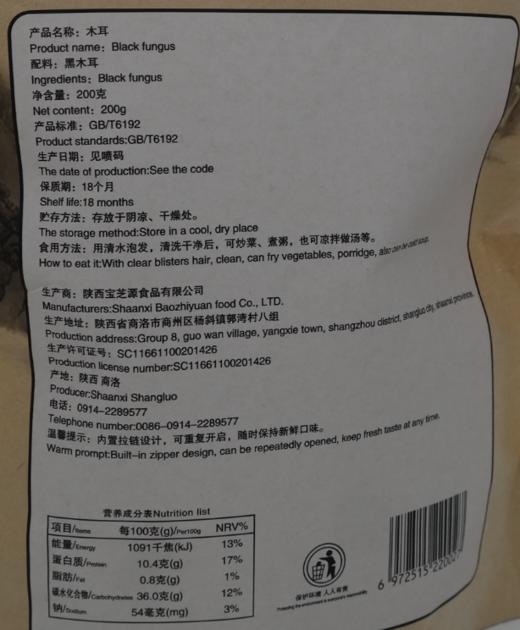 产品名称：木耳
Product name：Black fungus
配料：黑木耳
Ingredients：Black fungus
净含量：200克
Net content：200g
产品标准：GB/T6192
Product standards:GB/T6192
生产日期：见喷码
The date of production:See the code
保质期：18个月
Shelf life:18 months
贮存方法：存放于阴凉、干燥处。
The storage method:Store in a cool, dry place
食用方法：用清水泡发，清洗干净后，可炒菜、煮粥，也可凉拌做汤等。
How to eat it:With clear blisters hair, clean, can fry vegetables, porridge, also can be cold soup.
生产商：陕西宝芝源食品有限公司
Manufacturers:Shaanxi Baozhiyuan food Co., LTD.
生产地址：陕西省商洛市商州区杨斜镇郭湾村八组
Production address:Group 8, guo wan village, yangxie town, shangzhou district, shangluo city, shaanxi province.
生产许可证号：SC11661100201426
Production license number:SC11661100201426
产地：陕西 商洛
Producer:Shaanxi Shangluo
电话：0914-2289577
Telephone number:0086-0914-2289577
温馨提示：内置拉链设计，可重复开启，随时保持新鲜口味。
Warm prompt:Built-in zipper design, can be repeatedly opened, keep fresh taste at any time.
营养成分表Nutrition list
项目/Items 每100克(g)/Per100g NRV%
能量/Energy 1091千焦(kJ) 13%
蛋白质/Protein 10.4克(g) 17%
脂肪/Fat 0.8克(g) 1%
碳水化合物/Carbohydrates 36.0克(g) 12%
钠/Sodium 54毫克(mg) 3%
保护环境 人人有责
Protecting the environment is everyone's responsibility
6 972515 220027